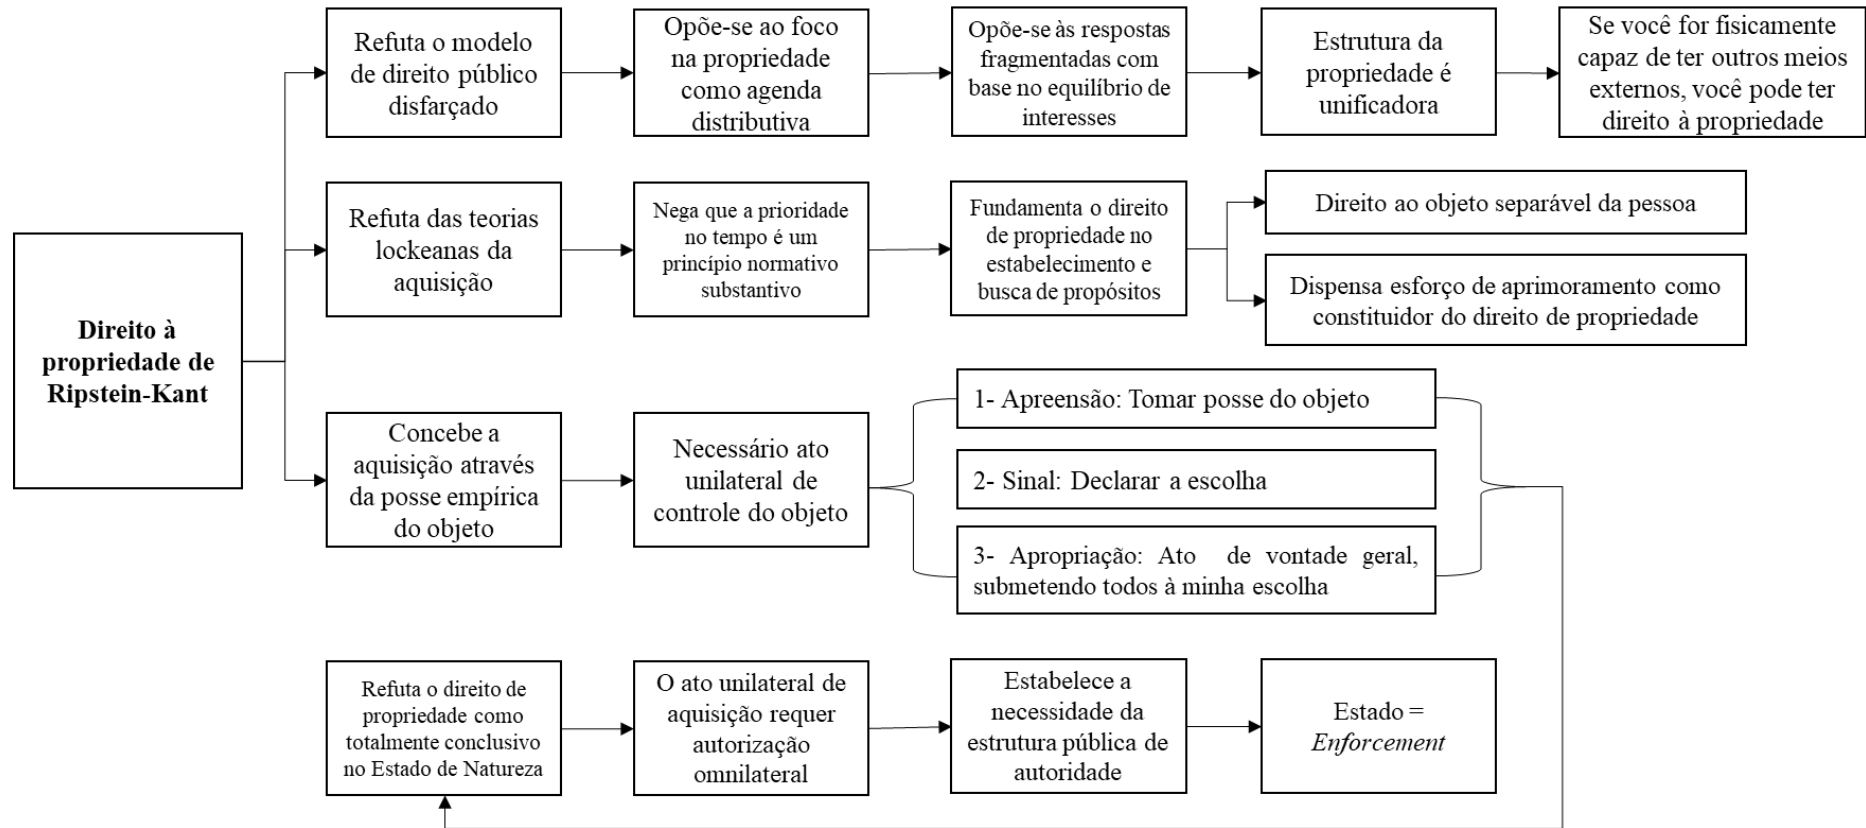 Refuta o modelo
de direito público
disfarçado
Opõe-se ao foco
na propriedade
como agenda
distributiva
Opõe-se às respostas
fragmentadas com
base no equilíbrio de
interesses
Estrutura da
propriedade é
unificadora
Se você for fisicamente
capaz de ter outros meios
externos, você pode ter
direito à propriedade
Direito à
propriedade de
Ripstein-Kant
Refuta das teorias
lockeanas da
aquisição
Nega que a prioridade
no tempo é um
princípio normativo
substantivo
Fundamenta o direito
de propriedade no
estabelecimento e
busca de propósitos
Direito ao objeto separável da pessoa
Dispensa esforço de aprimoramento como
constituidor do direito de propriedade
Concebe a
aquisição através
da posse empírica
do objeto
Necessário ato
unilateral de
controle do objeto
1- Apreensão: Tomar posse do objeto
2- Sinal: Declarar a escolha
3- Apropriação: Ato de vontade geral,
submetendo todos à minha escolha
Refuta o direito de
propriedade como
totalmente conclusivo
no Estado de Natureza
O ato unilateral de
aquisição requer
autorização
omnilateral
Estabelece a
necessidade da
estrutura pública de
autoridade
Estado =
Enforcement